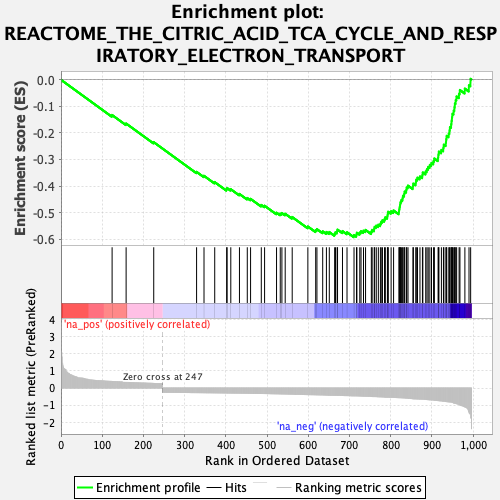 Enrichment plot:
REACTOME_THE_CITRIC_ACID_TCA_CYCLE_AND_RESP
IRATORY_ELECTRON_TRANSPORT
Enrichment score (ES)
0.0
-0.1
-0.2
-0.3
-0.4
-0.5
-0.6
Ranked list metric (PreRanked)
4
3
2
1
0
-1
-2
'na_pos' (positively correlated)
Zero cross at 247
'na_neg' (negatively correlated)
0
100
200
300
400
500
600
700
800
900
1,000
Rank in Ordered Dataset
Enrichment profile
Hits
Ranking metric scores